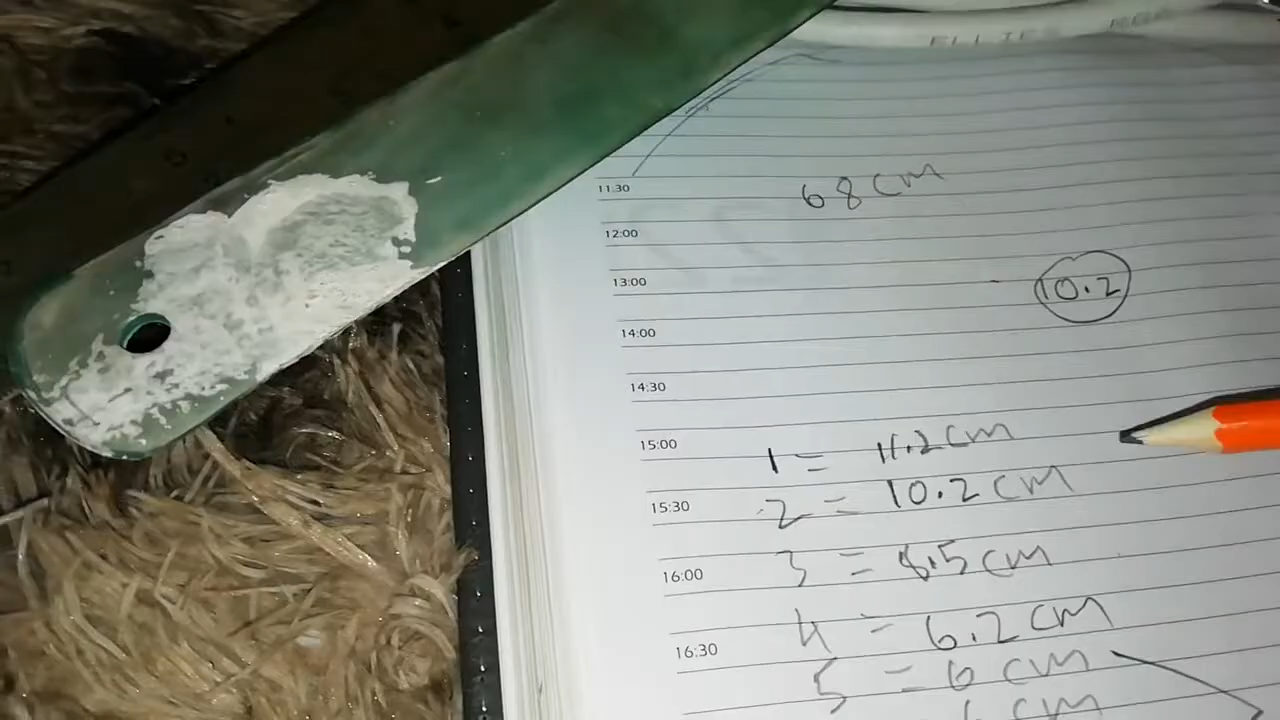 11:30
68 cm
12:00
13:00
10.2
14:00
14:30
15:00
1 = 11.2 cm
15:30
2 = 10.2 cm
16:00
3 = 8.5 cm
16:30
4 = 6.2 cm
5 = 6 cm
cm